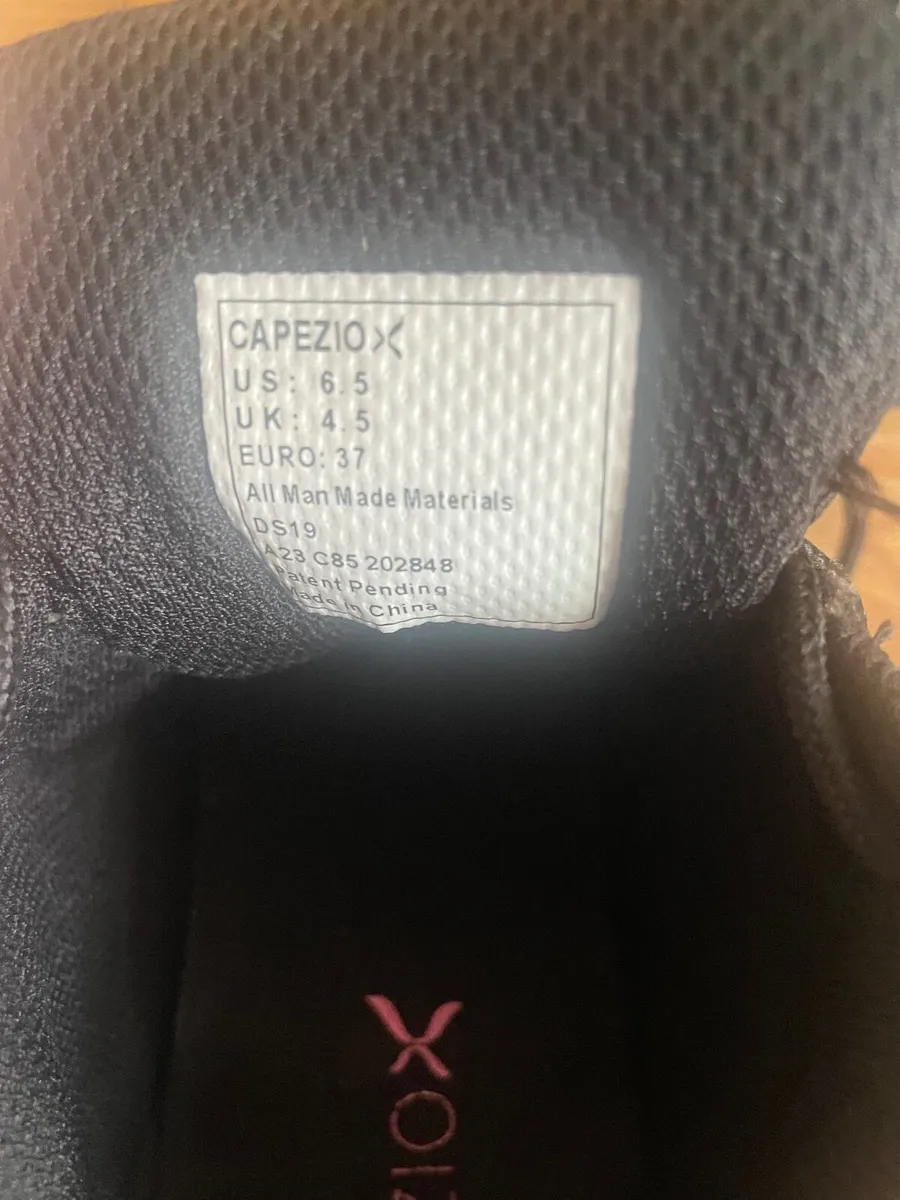 CAPEZIO
US: 6.5
UK: 4.5
EURO: 37
All Man Made Materials
DS19
A23 C85 202848
Patent Pending
Made in China